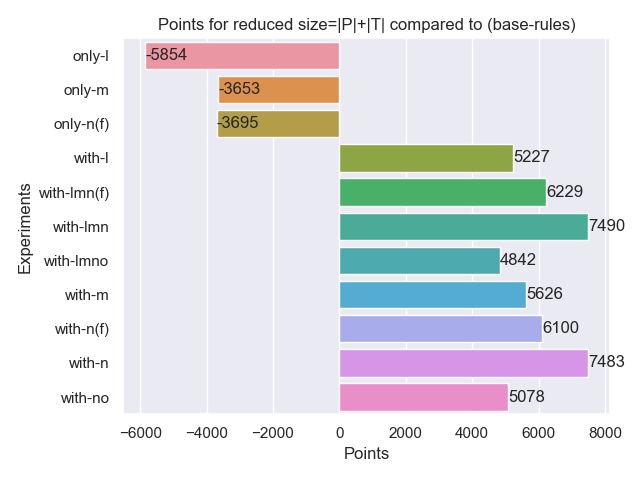 Points for reduced size=|P|+|T| compared to (base-rules)
Experiments
only-l -5854
only-m -3653
only-n(f) -3695
with-l 5227
with-lmn(f) 6229
with-lmn 7490
with-lmno 4842
with-m 5626
with-n(f) 6100
with-n 7483
with-no 5078
−6000 −4000 −2000 0 2000 4000 6000 8000
Points